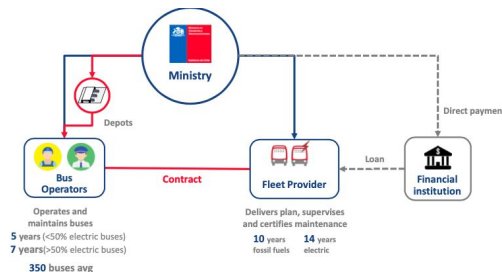 Ministry
Depots
Direct paymen
Bus
Operators
Contract
Fleet Provider
Loan
$
Financial
institution
Operates and
maintains buses
5 years (<50% electric buses)
7 years(>50% electric buses)
350 buses avg
Delivers plan, supervises
and certifies maintenance
10 years
fossil fuels
14 years
electric